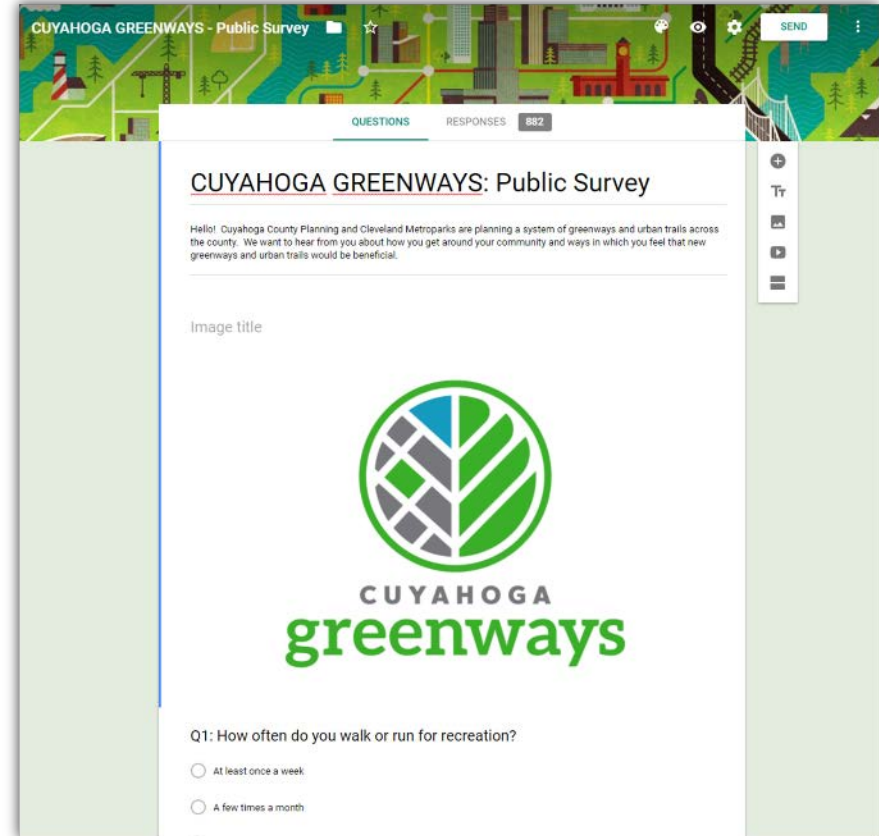 CUYAHOGA GREENWAYS - Public Survey
SEND
QUESTIONS
RESPONSES 882
CUYAHOGA GREENWAYS: Public Survey
Hello! Cuyahoga County Planning and Cleveland Metroparks are planning a system of greenways and urban trails across
the county. We want to hear from you about how you get around your community and ways in which you feel that new
greenways and urban trails would be beneficial.
Image title
CUYAHOGA
greenways
Q1: How often do you walk or run for recreation?
At least once a week
A few times a month